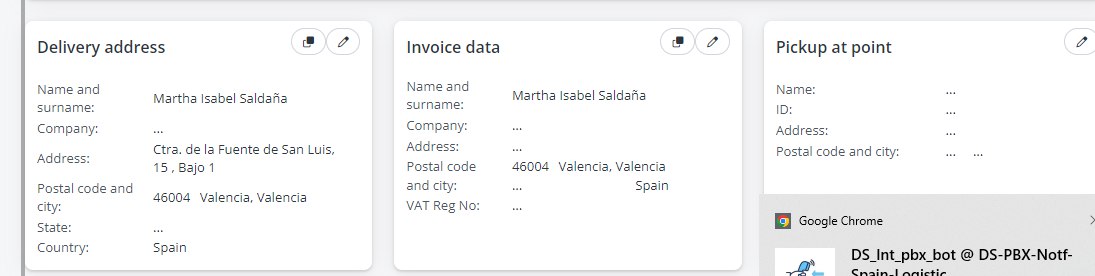 Delivery address
Name and
surname:
Martha Isabel Saldaña
Company:
...
Address:
Ctra. de la Fuente de San Luis,
15 , Bajo 1
Postal code and
city:
46004 Valencia, Valencia
State:
...
Country:
Spain
Invoice data
Name and
surname:
Martha Isabel Saldaña
Company:
...
Address:
...
Postal code
and city:
46004 Valencia, Valencia
... Spain
VAT Reg No:
...
Pickup at point
Name:
...
ID:
...
Address:
...
Postal code and city:
... ...
Google Chrome
DS_Int_pbx_bot @ DS-PBX-Notf-
Spain-Logistic